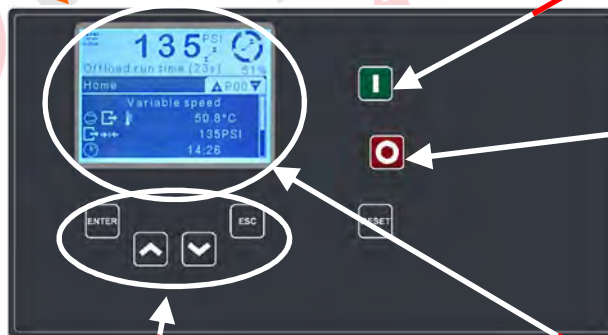 135 PSI
Offload run time (23s) 51%
Home P00
Variable speed
50.8°C
135PSI
14:26
ENTER ESC RESET